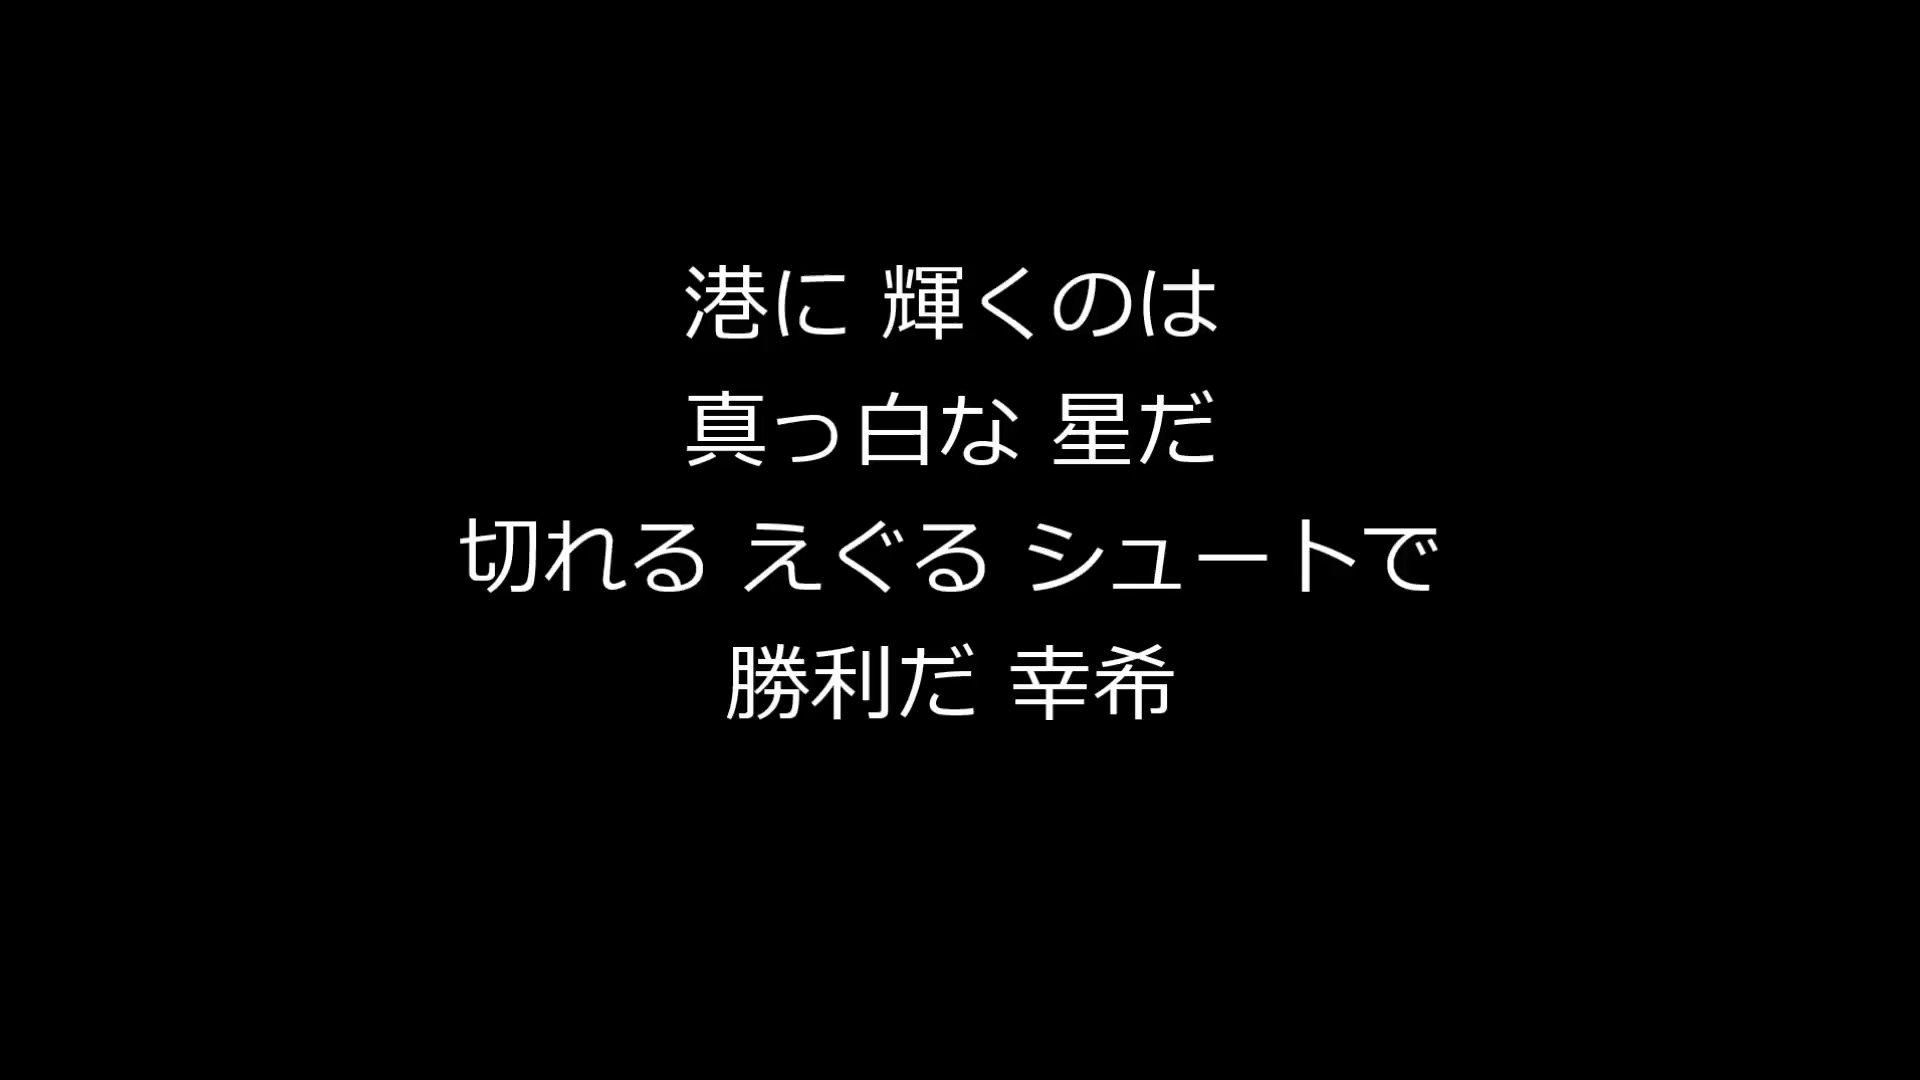 港に 輝くのは
真っ白な 星だ
切れる えぐる シュートで
勝利だ 幸希